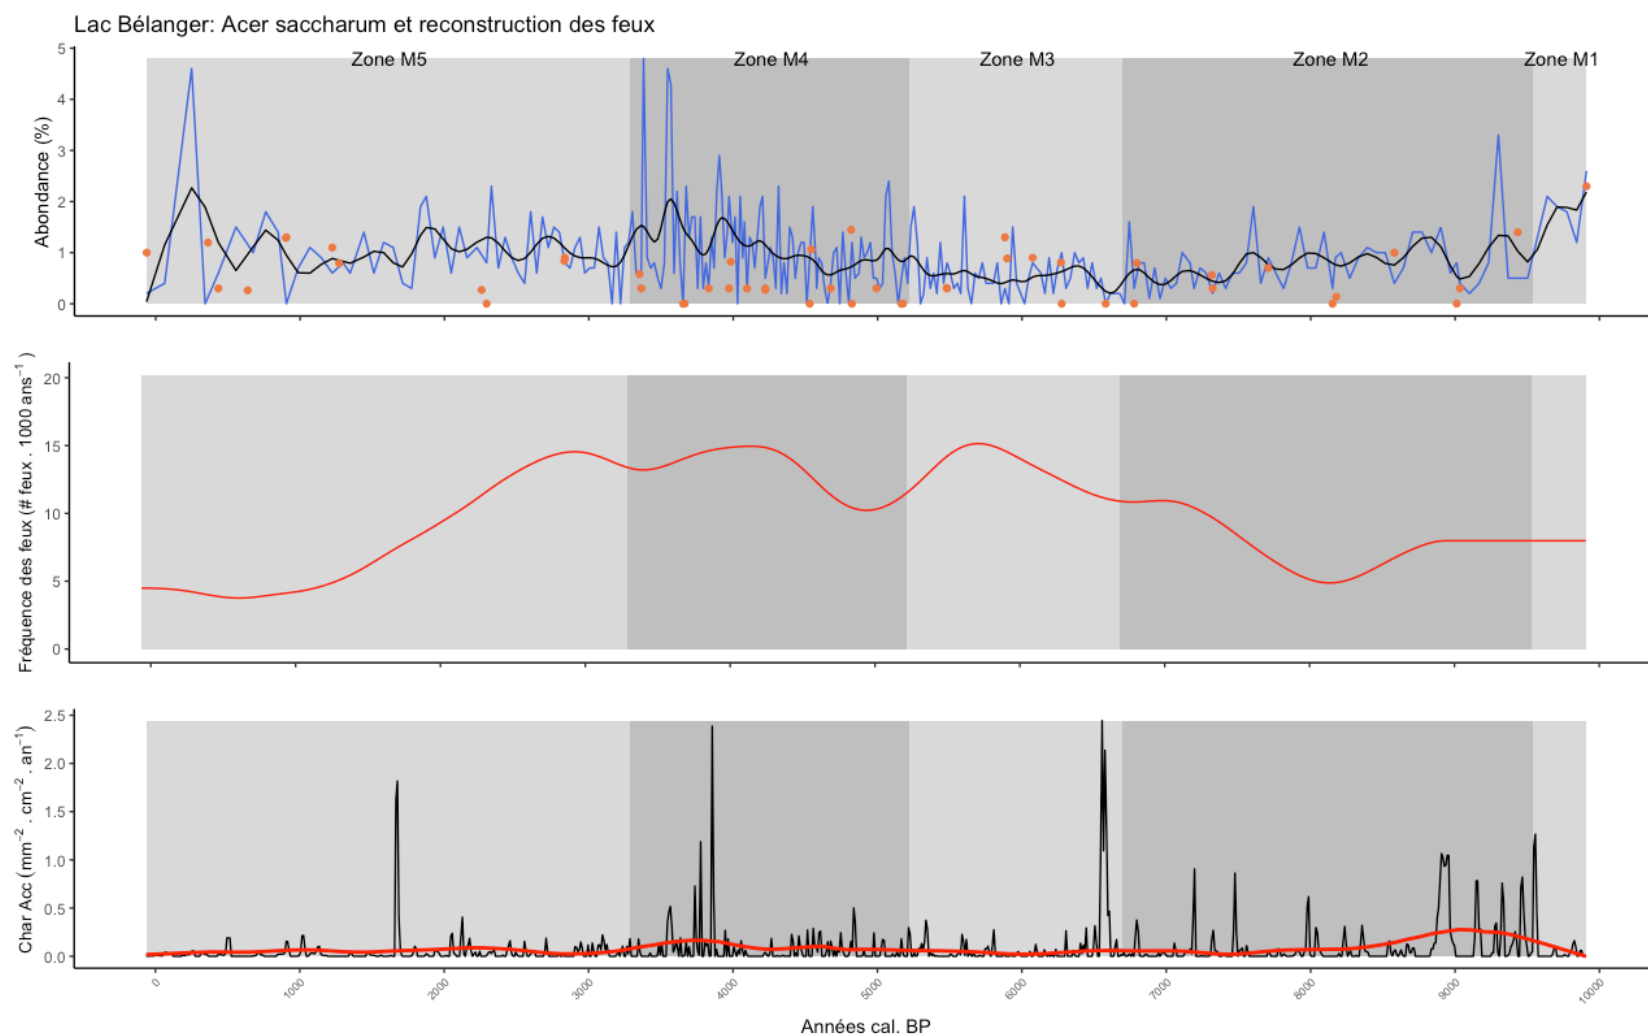 Lac Bélanger: Acer saccharum et reconstruction des feux
Zone M5 Zone M4 Zone M3 Zone M2 Zone M1
Abondance (%)
5
4
3
2
1
0
Fréquence des feux (# feux . 1000 ans⁻¹ )
20
15
10
5
0
Char Acc (mm⁻² . cm⁻² . an⁻¹)
2.5
2.0
1.5
1.0
0.5
0.0
0 1000 2000 3000 4000 5000 6000 7000 8000 9000 10000
Années cal. BP